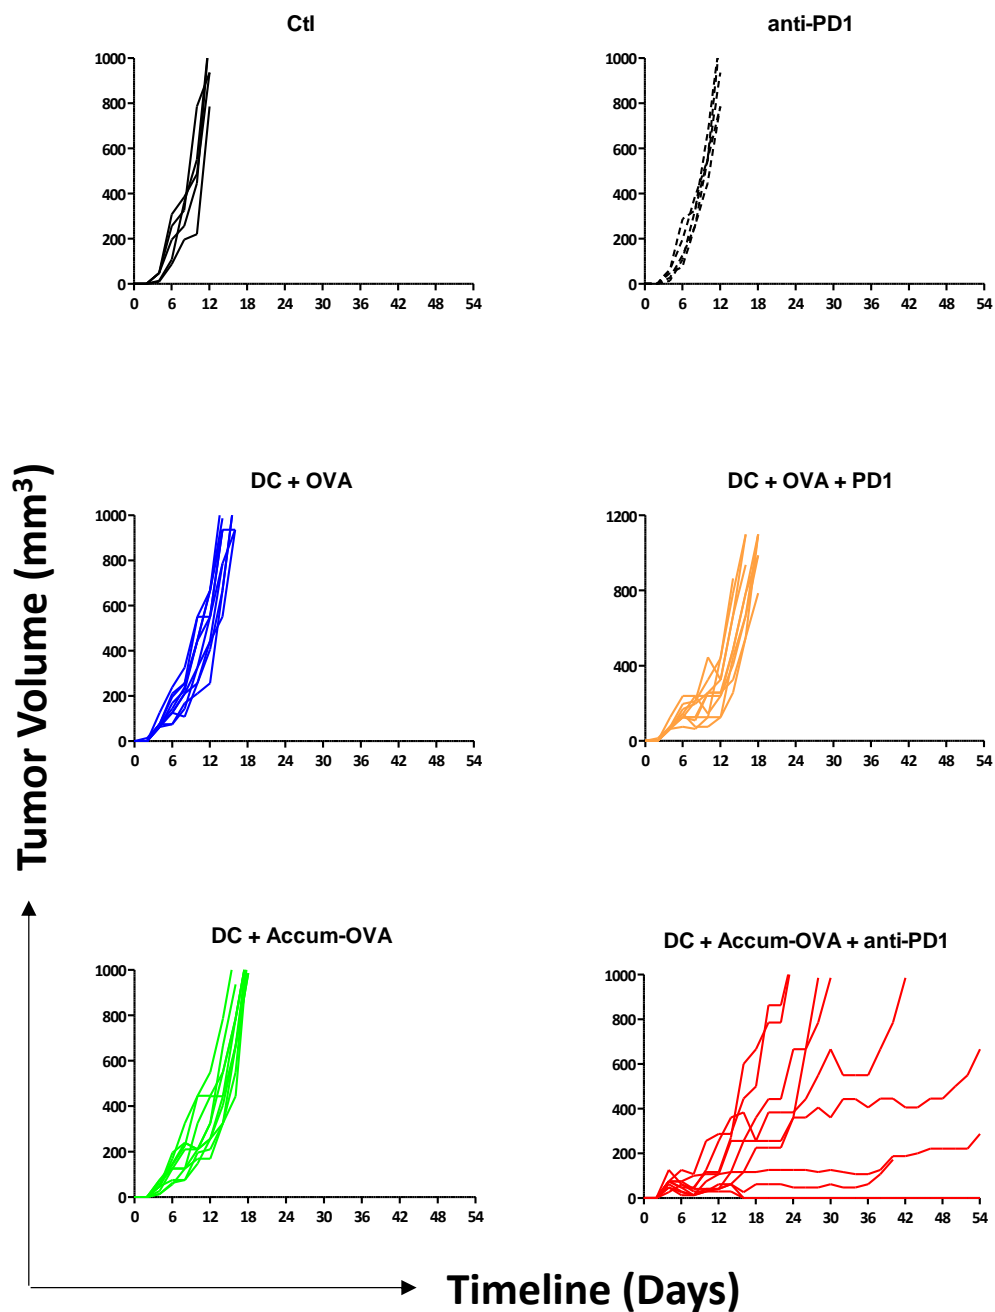 Ctl
1000
800
600
400
200
0
0 6 12 18 24 30 36 42 48 54
anti-PD1
1000
800
600
400
200
0
0 6 12 18 24 30 36 42 48 54
DC + OVA
1000
800
600
400
200
0
0 6 12 18 24 30 36 42 48 54
DC + OVA + PD1
1200
800
400
0
0 6 12 18 24 30 36 42 48 54
DC + Accum-OVA
1000
800
600
400
200
0
0 6 12 18 24 30 36 42 48 54
DC + Accum-OVA + anti-PD1
1000
800
600
400
200
0
0 6 12 18 24 30 36 42 48 54
Tumor Volume (mm³)
Timeline (Days)